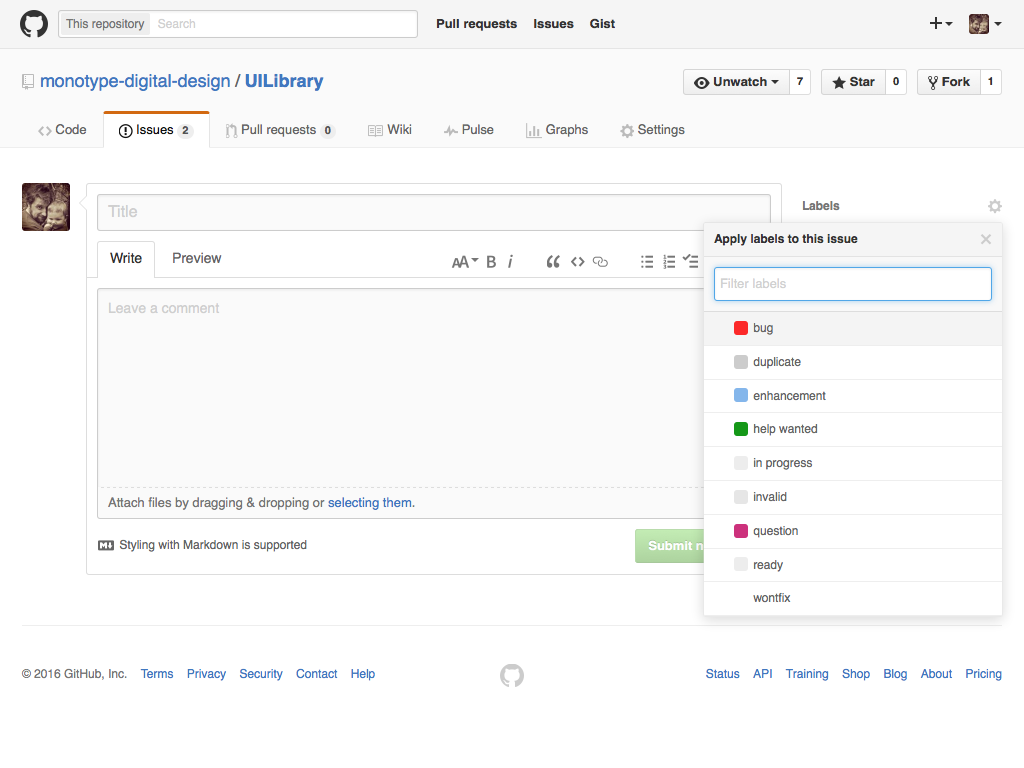 This repository Search Pull requests Issues Gist
monotype-digital-design / UILibrary Unwatch 7 Star 0 Fork 1
Code Issues 2 Pull requests 0 Wiki Pulse Graphs Settings
Title
Labels
Write Preview AA B i
Apply labels to this issue
Filter labels
Leave a comment
bug
duplicate
enhancement
help wanted
in progress
invalid
question
ready
wontfix
Attach files by dragging & dropping or selecting them.
Styling with Markdown is supported
Submit n
© 2016 GitHub, Inc. Terms Privacy Security Contact Help Status API Training Shop Blog About Pricing